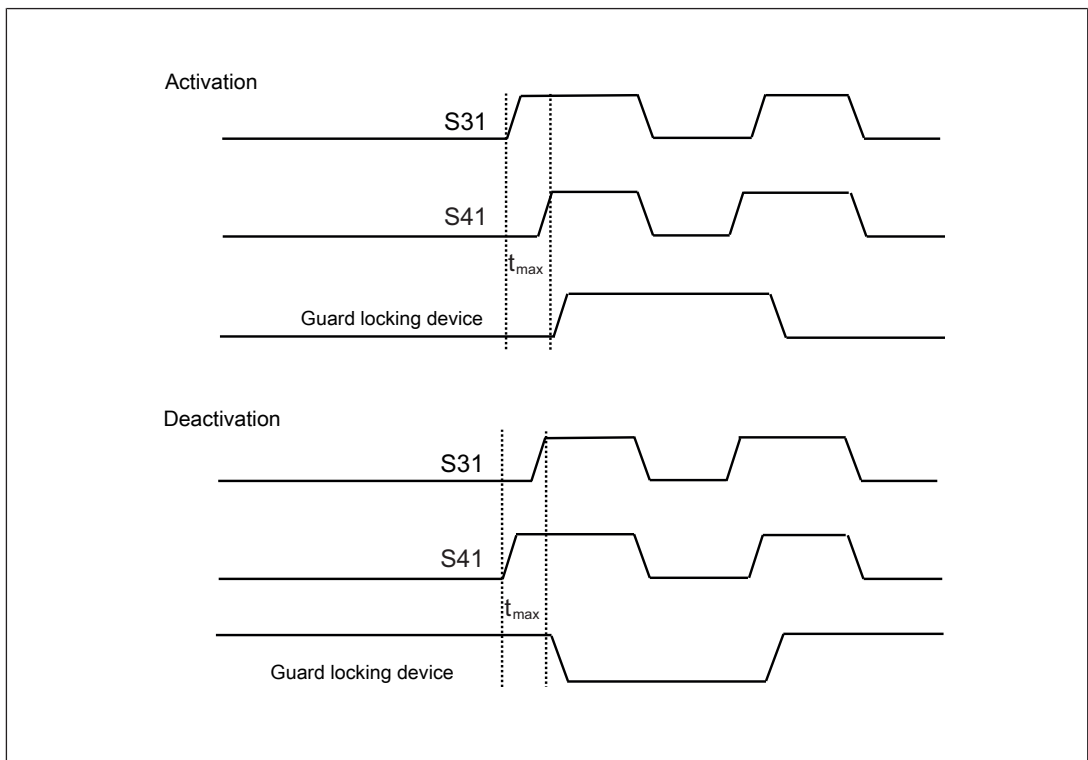 Activation
S31
S41
tmax
Guard locking device
Deactivation
S31
S41
tmax
Guard locking device